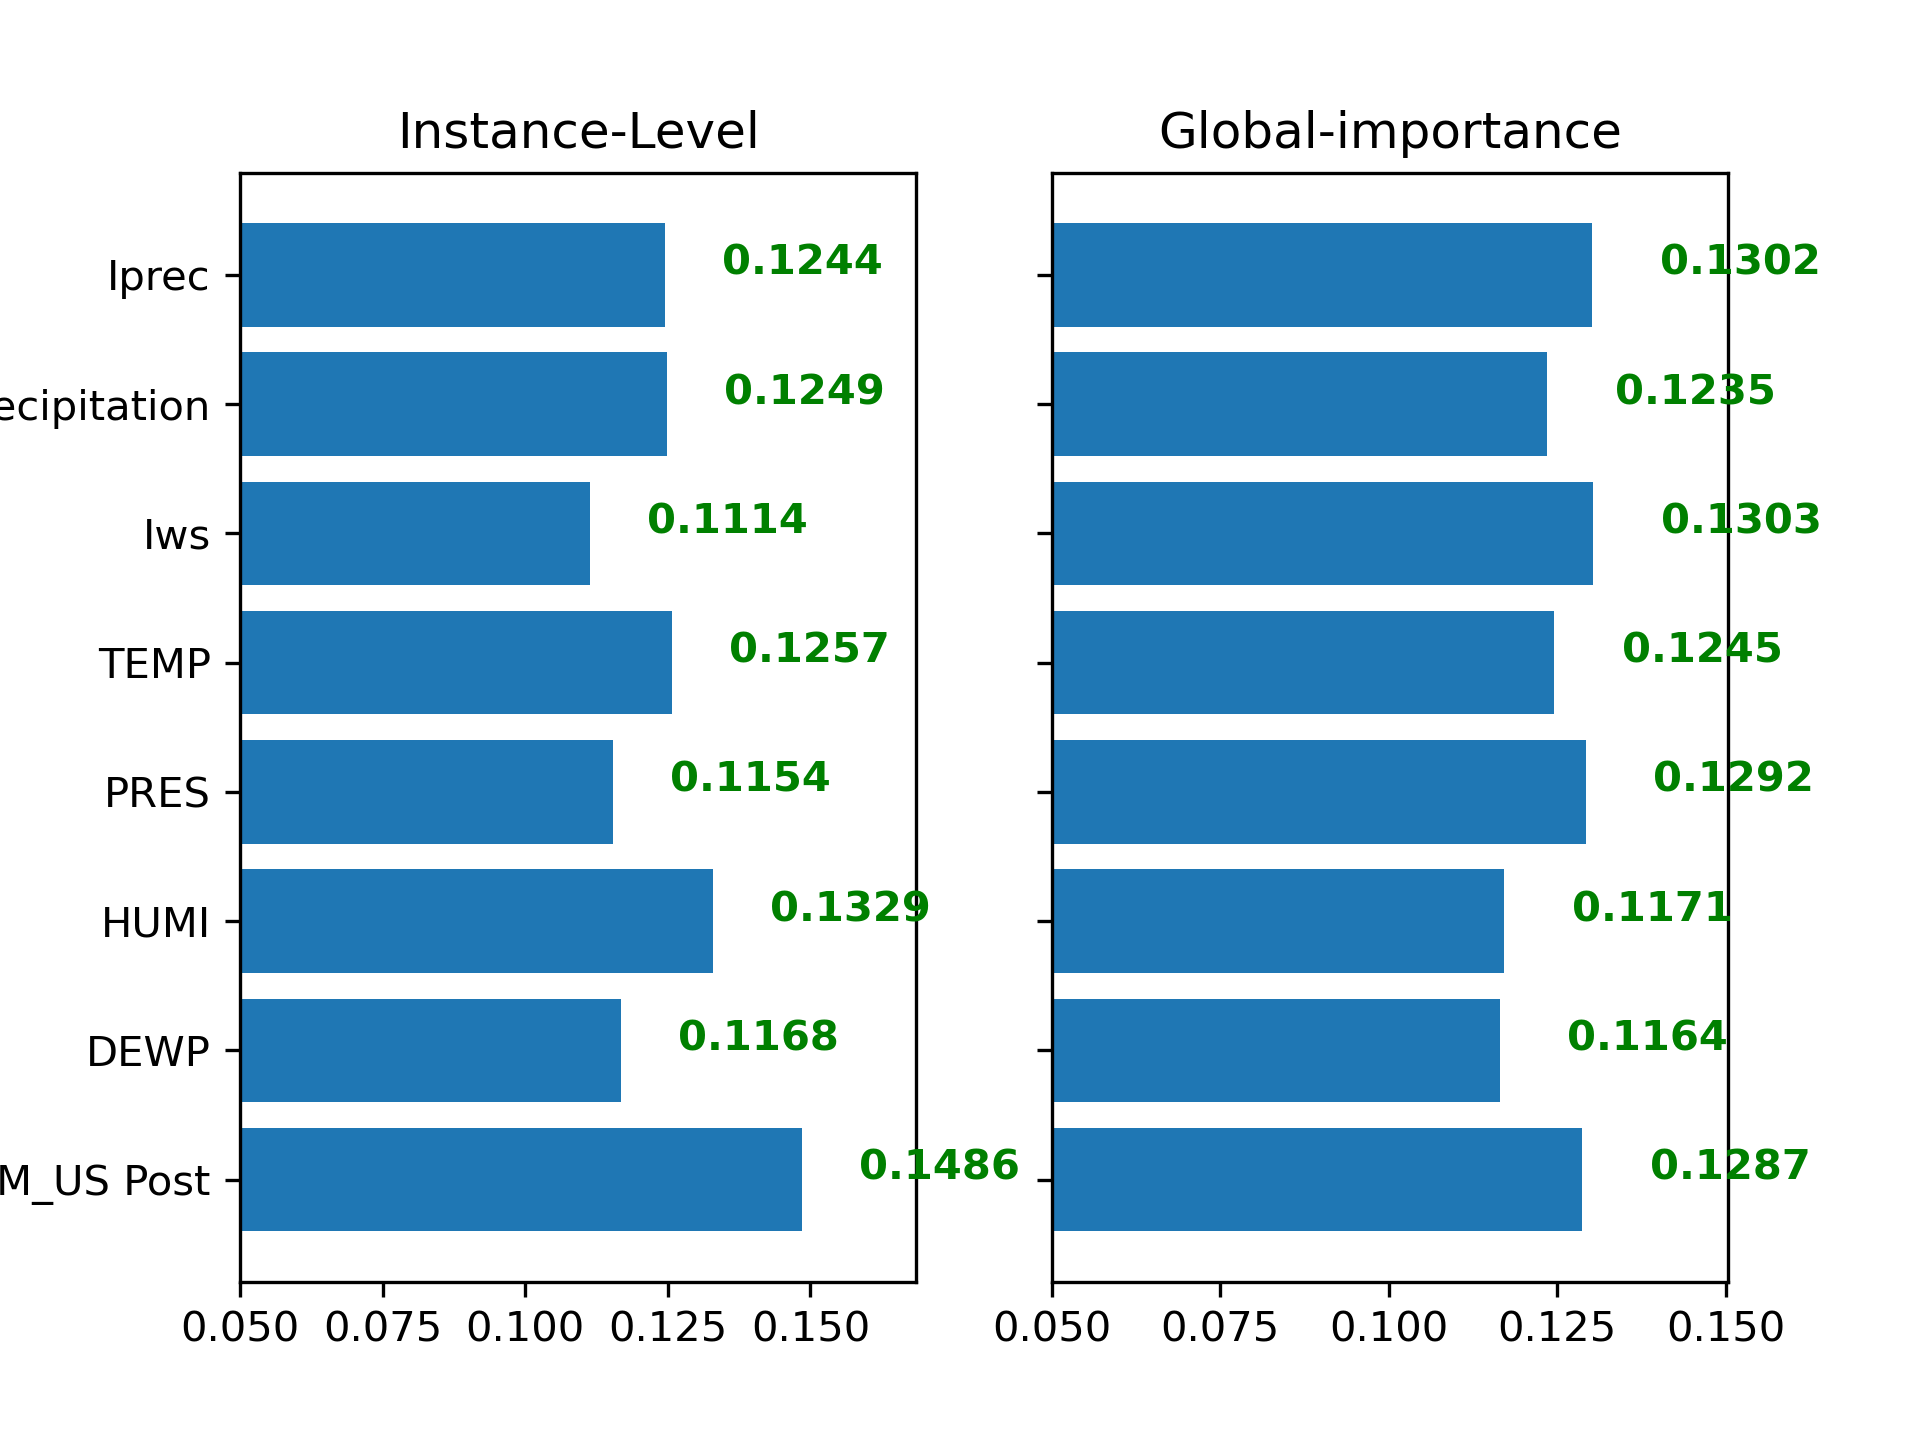 Instance-Level Global-importance
Iprec 0.1244 0.1302
ecipitation 0.1249 0.1235
Iws 0.1114 0.1303
TEMP 0.1257 0.1245
PRES 0.1154 0.1292
HUMI 0.1329 0.1171
DEWP 0.1168 0.1164
M_US Post 0.1486 0.1287
0.050 0.075 0.100 0.125 0.150 0.050 0.075 0.100 0.125 0.150